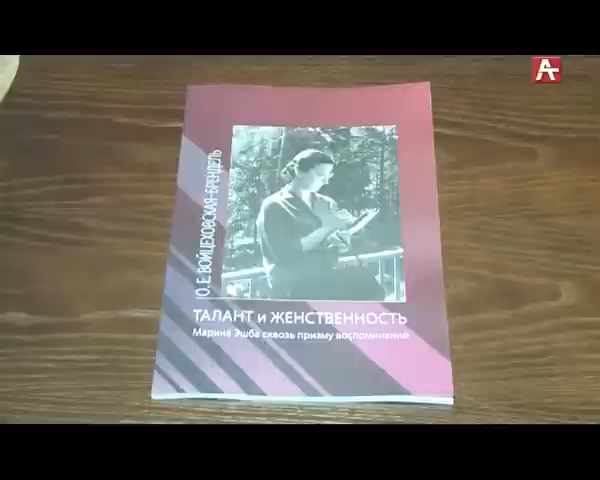 О. Е. ВОЙЦЕХОВСКАЯ-БРЕНДЕЛЬ
ТАЛАНТ и ЖЕНСТВЕННОСТЬ
Марина Эшба сквозь призму воспоминаний